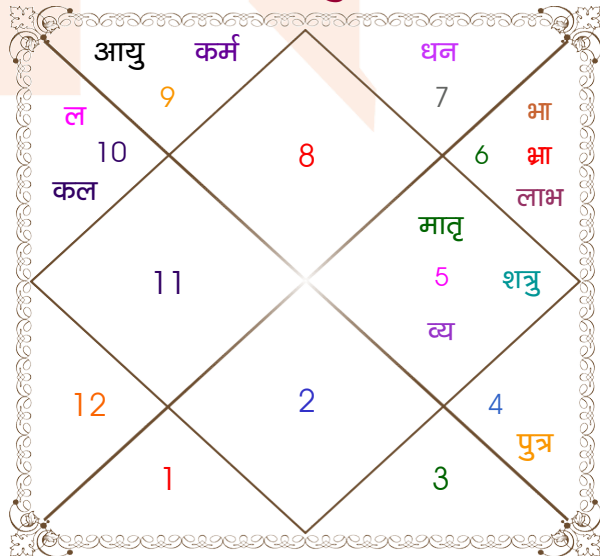 आयु कर्म धन
9 7
ल भा
10 8 6 भ्रा
कल लाभ
मातृ
11 5 शत्रु
व्य
12 2 4
पुत्र
1 3